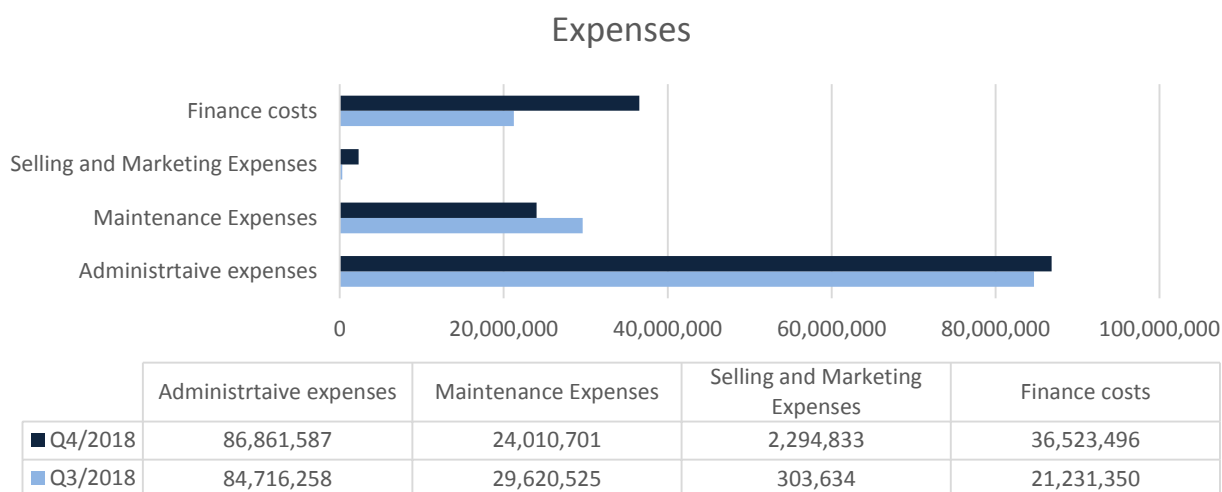 Expenses
Finance costs
Selling and Marketing Expenses
Maintenance Expenses
Administrtaive expenses
0 20,000,000 40,000,000 60,000,000 80,000,000 100,000,000
Administrtaive expenses Maintenance Expenses Selling and Marketing Expenses Finance costs
Q4/2018 86,861,587 24,010,701 2,294,833 36,523,496
Q3/2018 84,716,258 29,620,525 303,634 21,231,350